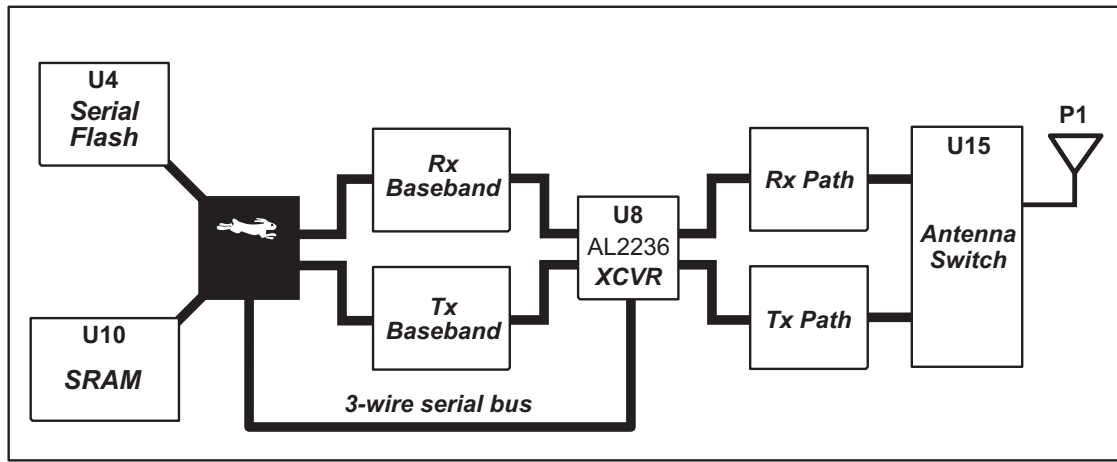 U4
Serial
Flash
U10
SRAM
Rx
Baseband
Tx
Baseband
3-wire serial bus
U8
AL2236
XCVR
Rx Path
Tx Path
U15
Antenna
Switch
P1